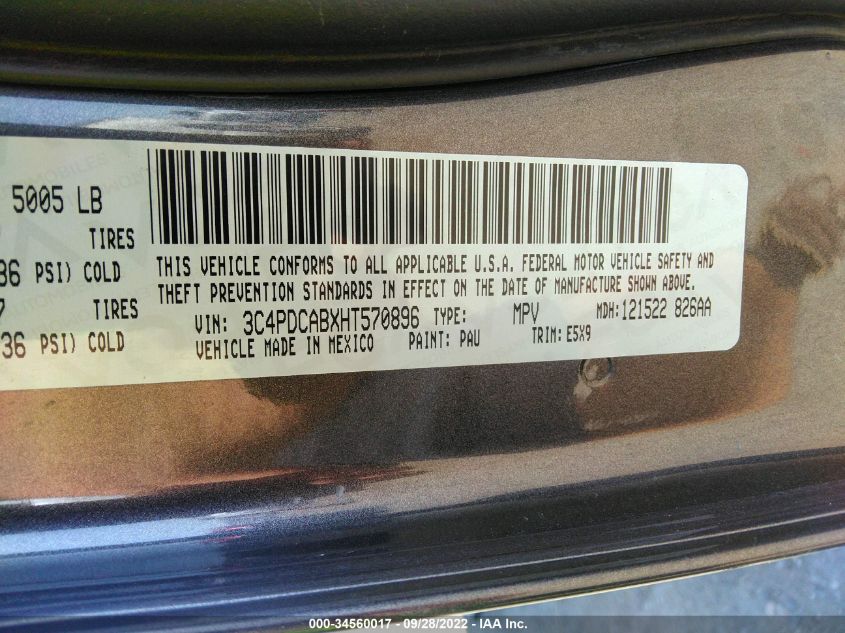 5005 LB
TIRES
36 PSI) COLD
TIRES
36 PSI) COLD
THIS VEHICLE CONFORMS TO ALL APPLICABLE U.S.A. FEDERAL MOTOR VEHICLE SAFETY AND
THEFT PREVENTION STANDARDS IN EFFECT ON THE DATE OF MANUFACTURE SHOWN ABOVE.
VIN: 3C4PDCABXHT570896 TYPE: MPV MDH:121522 826AA
VEHICLE MADE IN MEXICO PAINT: PAU TRIM: E5X9
000-34560017 - 09/28/2022 - IAA Inc.